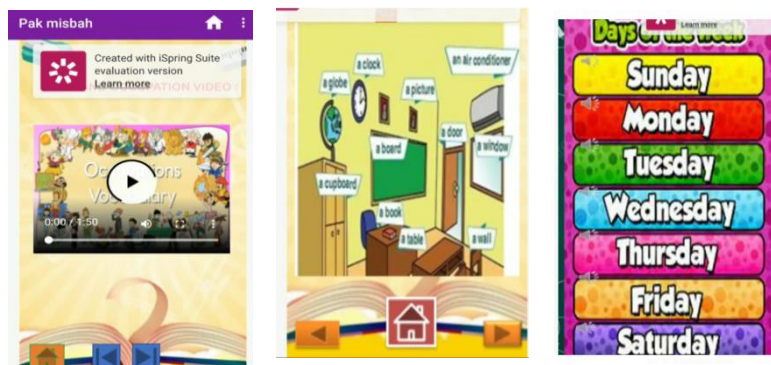 Pak misbah
Created with iSpring Suite
evaluation version
Learn more
VIDEO
Vocabulary
0:00 / 1:50
a clock
an air conditioner
a globe
a picture
a door
a window
a board
a cupboard
a book
a table
a wall
Learn more
Days of the week
Sunday
Monday
Tuesday
Wednesday
Thursday
Friday
Saturday